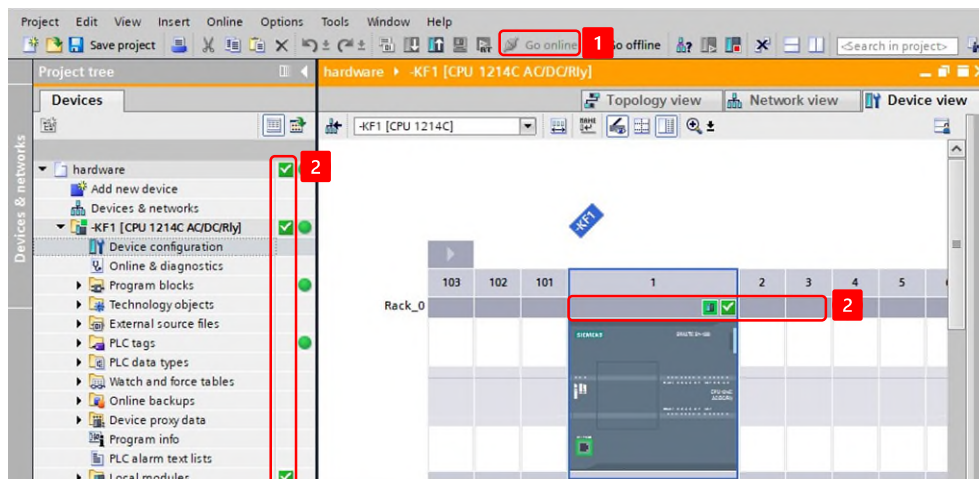 Project Edit View Insert Online Options Tools Window Help
Save project Go online 1 Go offline <Search in project>
Project tree
hardware -KF1 [CPU 1214C AC/DC/Rly]
Devices
Topology view Network view Device view
-KF1 [CPU 1214C]
Devices & networks
hardware 2
Add new device
Devices & networks
-KF1 [CPU 1214C AC/DC/Rly]
Device configuration
Online & diagnostics
Program blocks
Technology objects
External source files
PLC tags
PLC data types
Watch and force tables
Online backups
Device proxy data
Program info
PLC alarm text lists
Local modules
-KF1
103 102 101 1 2 3 4 5
Rack_0 2
SIEMENS